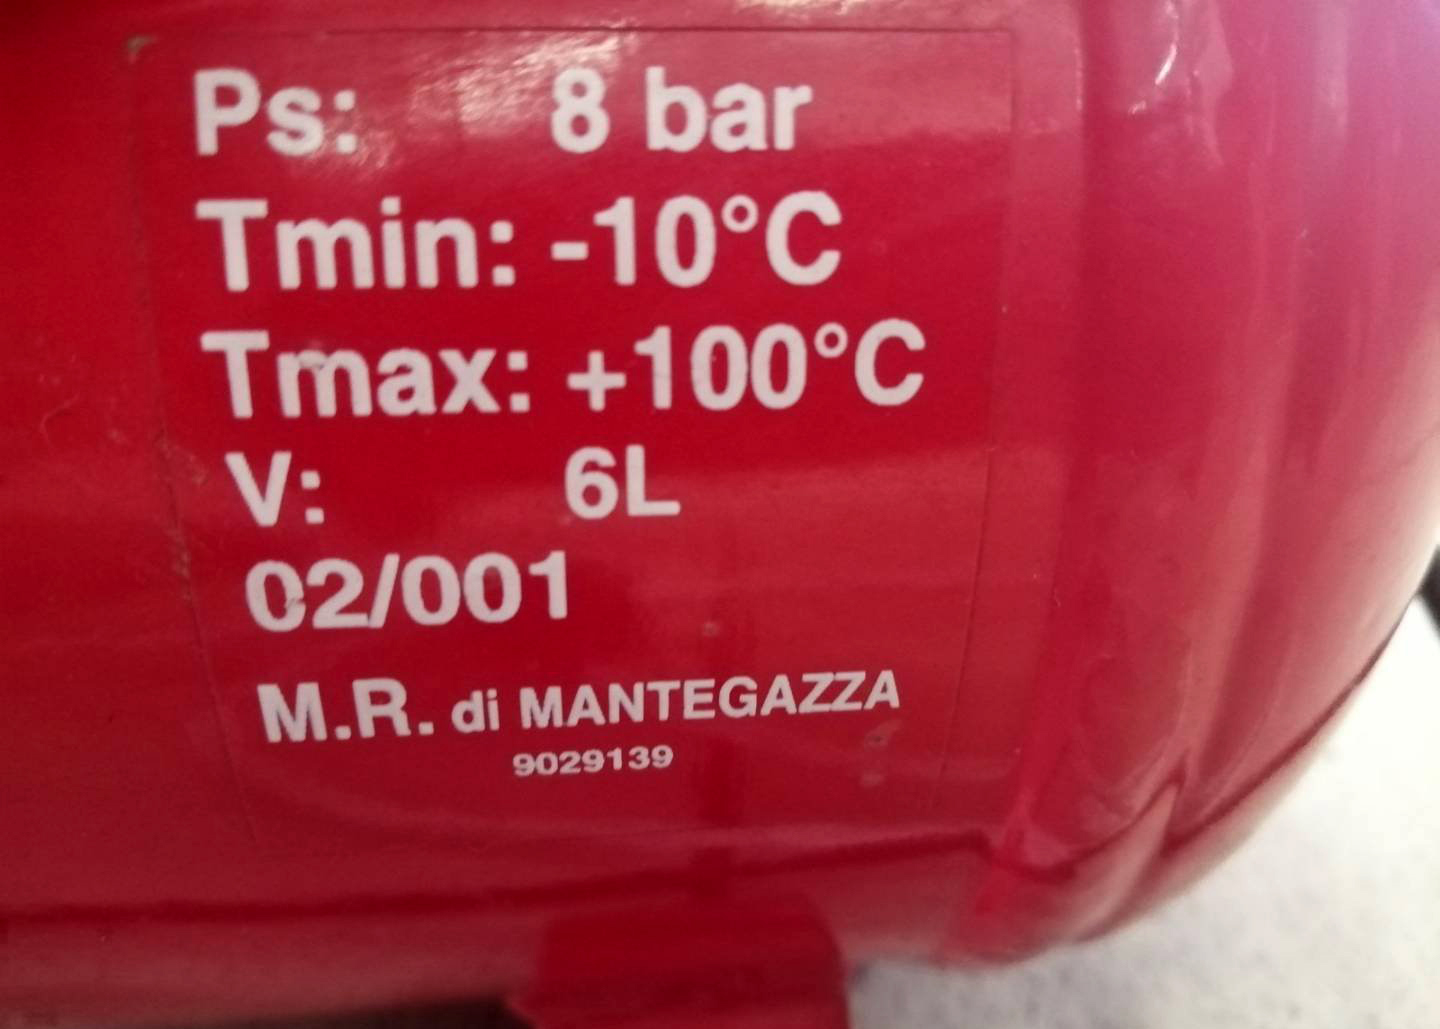 Ps: 8 bar
Tmin: -10°C
Tmax: +100°C
V: 6L
02/001
M.R. di MANTEGAZZA
9029139